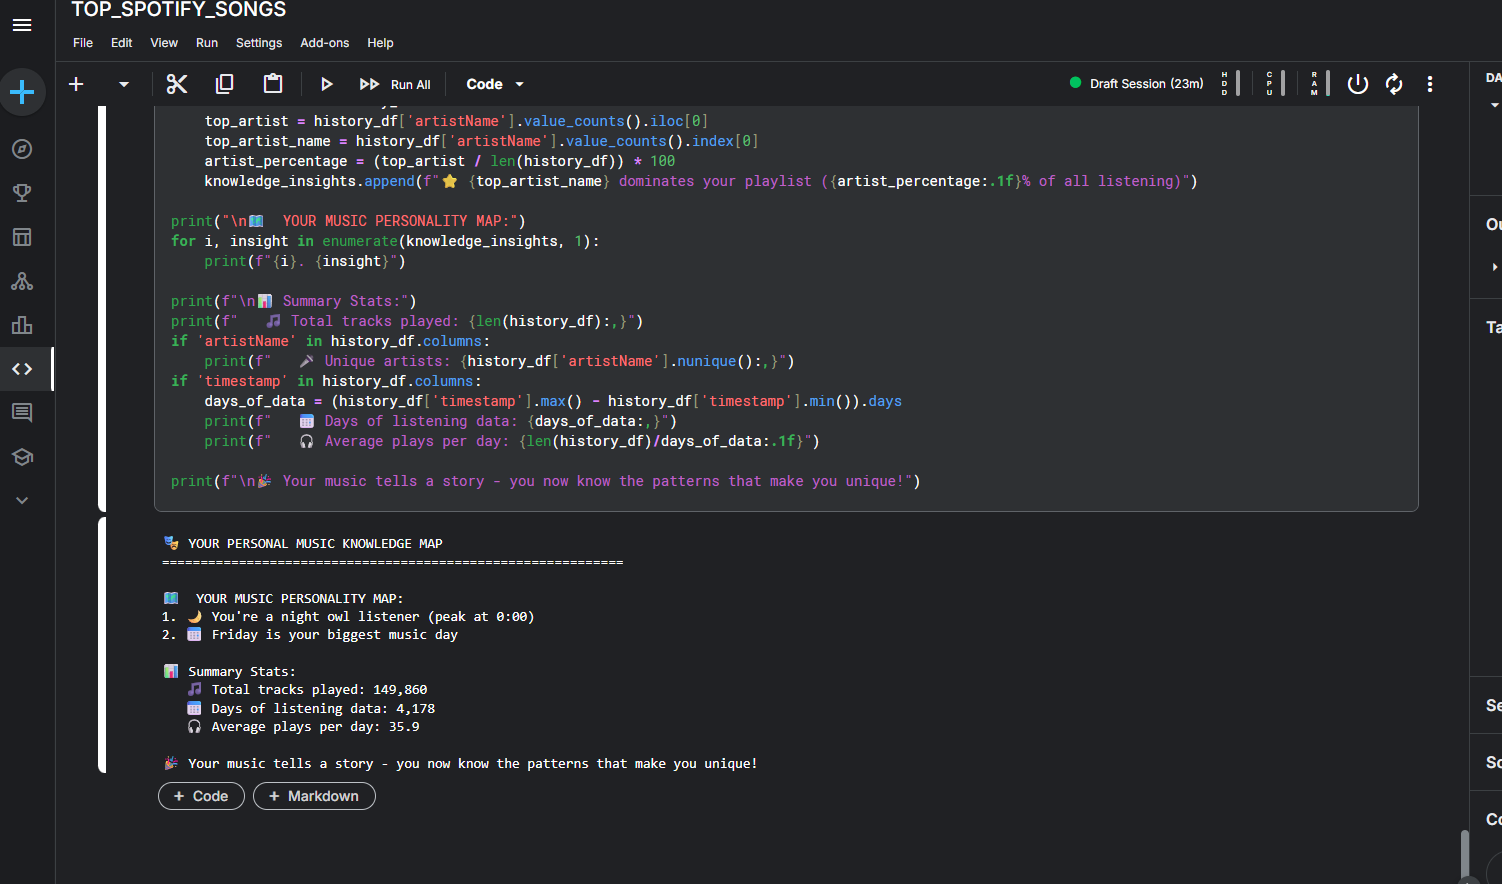 TOP_SPOTIFY_SONGS
File Edit View Run Settings Add-ons Help
Run All Code Draft Session (23m) HDD CPU RAM
top_artist = history_df['artistName'].value_counts().iloc[0]
top_artist_name = history_df['artistName'].value_counts().index[0]
artist_percentage = (top_artist / len(history_df)) * 100
knowledge_insights.append(f"⭐ {top_artist_name} dominates your playlist ({artist_percentage:.1f}% of all listening)")
print("\n🗺️ YOUR MUSIC PERSONALITY MAP:")
for i, insight in enumerate(knowledge_insights, 1):
print(f"{i}. {insight}")
print(f"\n📊 Summary Stats:")
print(f" 🎵 Total tracks played: {len(history_df):,}")
if 'artistName' in history_df.columns:
print(f" 🎤 Unique artists: {history_df['artistName'].nunique():,}")
if 'timestamp' in history_df.columns:
days_of_data = (history_df['timestamp'].max() - history_df['timestamp'].min()).days
print(f" 📅 Days of listening data: {days_of_data:,}")
print(f" 🎧 Average plays per day: {len(history_df)/days_of_data:.1f}")
print(f"\n🎉 Your music tells a story - you now know the patterns that make you unique!")
🎭 YOUR PERSONAL MUSIC KNOWLEDGE MAP
============================================================
🗺️ YOUR MUSIC PERSONALITY MAP:
1. 🌙 You're a night owl listener (peak at 0:00)
2. 📅 Friday is your biggest music day
📊 Summary Stats:
🎵 Total tracks played: 149,860
📅 Days of listening data: 4,178
🎧 Average plays per day: 35.9
🎉 Your music tells a story - you now know the patterns that make you unique!
+ Code + Markdown